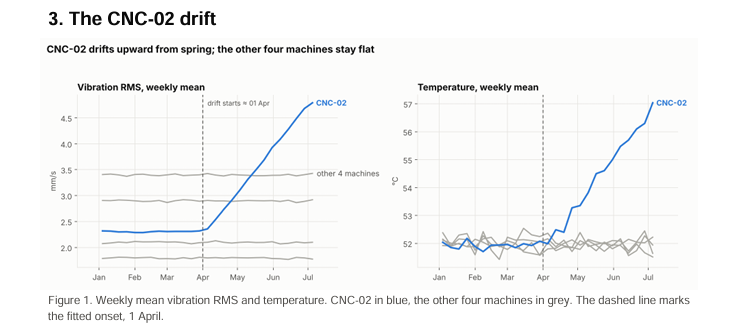 3. The CNC-02 drift
CNC-02 drifts upward from spring; the other four machines stay flat
Vibration RMS, weekly mean
drift starts ≈ 01 Apr
CNC-02
other 4 machines
mm/s
4.5
4.0
3.5
3.0
2.5
2.0
Jan Feb Mar Apr May Jun Jul
Temperature, weekly mean
CNC-02
°C
57
56
55
54
53
52
Jan Feb Mar Apr May Jun Jul
Figure 1. Weekly mean vibration RMS and temperature. CNC-02 in blue, the other four machines in grey. The dashed line marks
the fitted onset, 1 April.